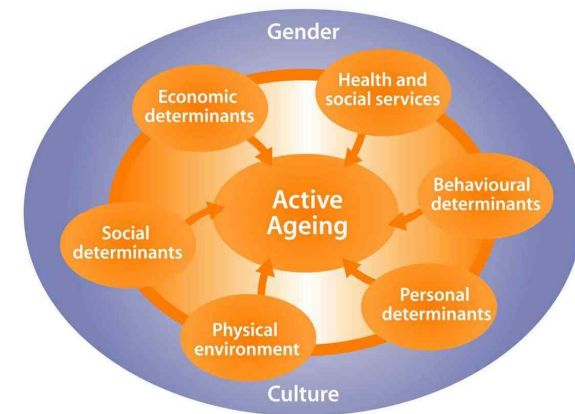 Gender
Economic
determinants
Health and
social services
Behavioural
determinants
Personal
determinants
Physical
environment
Social
determinants
Active
Ageing
Culture